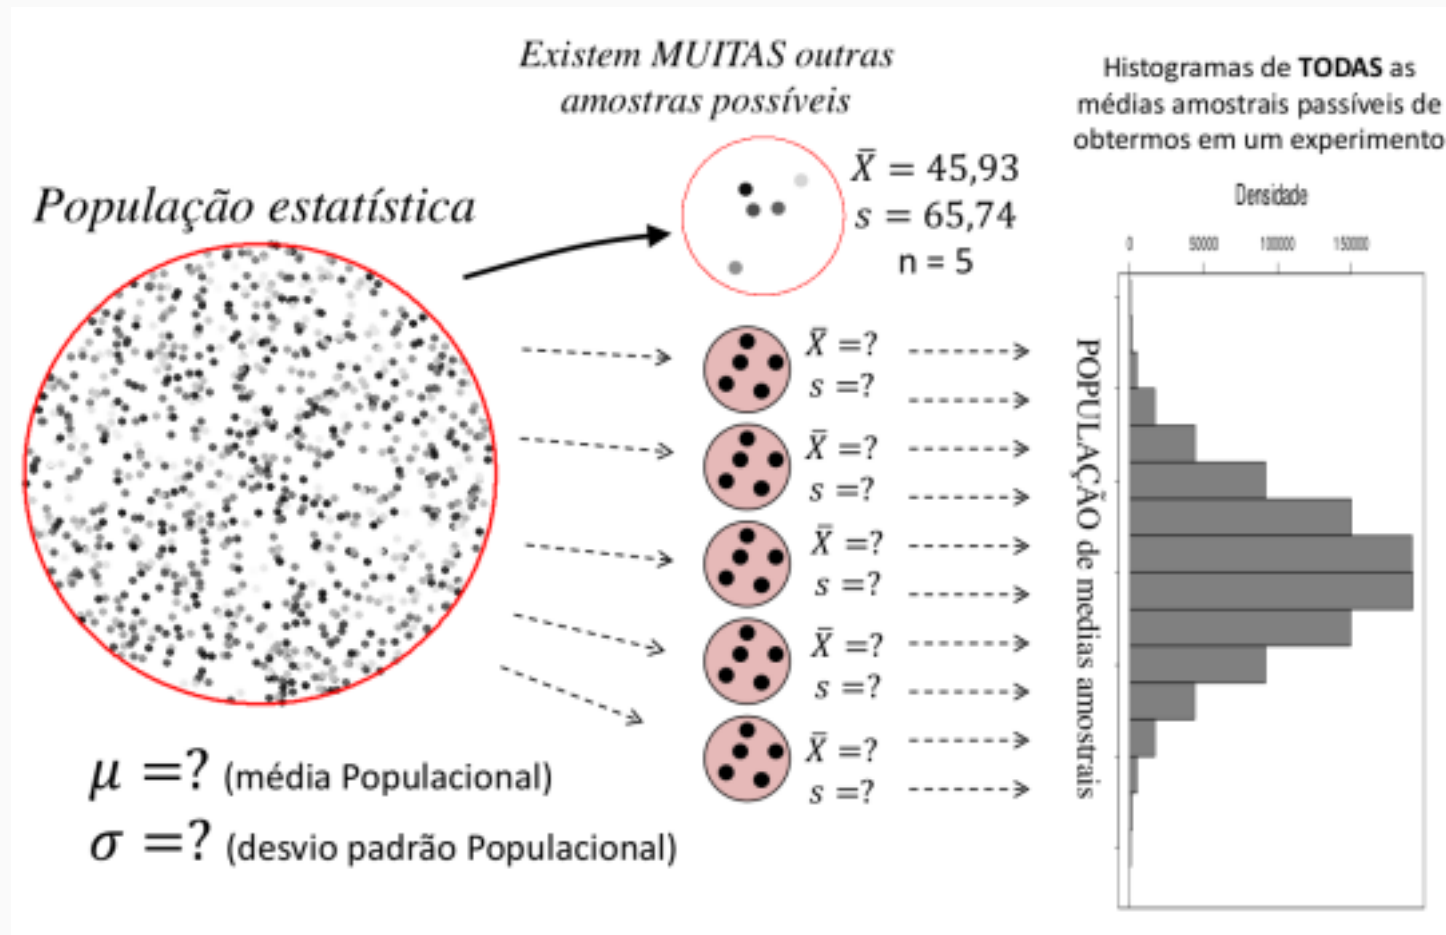 Existem MUITAS outras
amostras possíveis
Histogramas de TODAS as
médias amostrais passíveis de
obtermos em um experimento
População estatística
X̄ = 45,93
s = 65,74
n = 5
Densidade
0 50000 100000 150000
X̄ =?
s =?
X̄ =?
s =?
X̄ =?
s =?
X̄ =?
s =?
X̄ =?
s =?
POPULAÇÃO de medias amostrais
μ =? (média Populacional)
σ =? (desvio padrão Populacional)